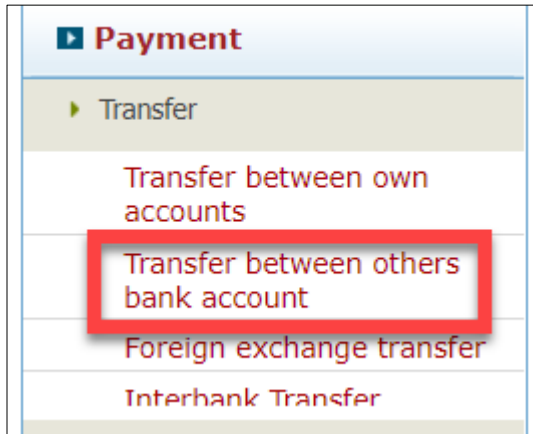 Payment
Transfer
Transfer between own
accounts
Transfer between others
bank account
Foreign exchange transfer
Interbank Transfer